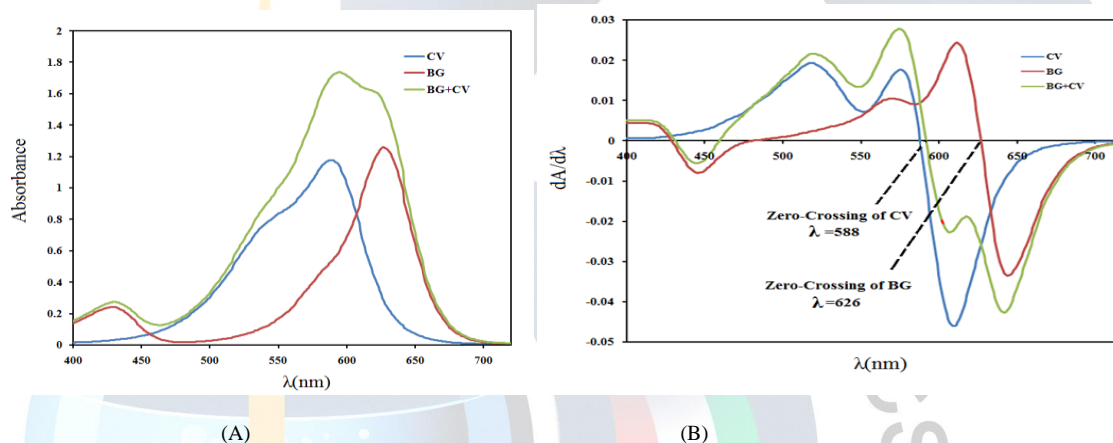 2
1.8
1.6
1.4
1.2
1
0.8
0.6
0.4
0.2
0
Absorbance
CV
BG
BG+CV
400 450 500 550 600 650 700
λ(nm)
(A)
0.03
0.02
0.01
0
-0.01
-0.02
-0.03
-0.04
-0.05
dA/dλ
CV
BG
BG+CV
400 450 500 550 600 650 700
Zero-Crossing of CV
λ =588
Zero-Crossing of BG
λ =626
λ(nm)
(B)